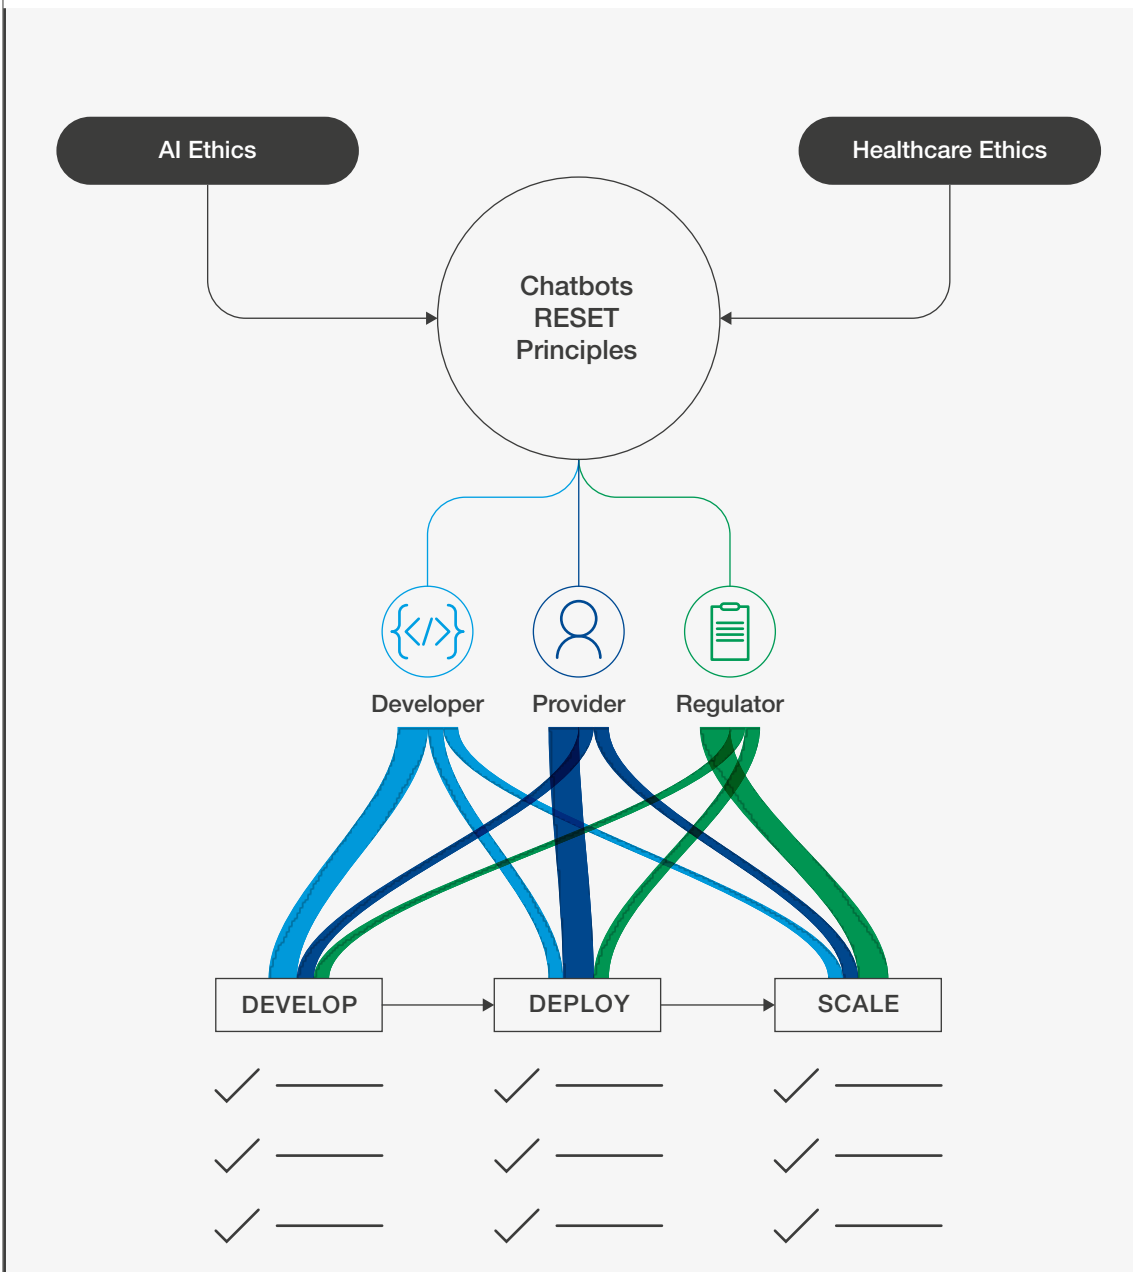 AI Ethics
Healthcare Ethics
Chatbots
RESET
Principles
Developer
Provider
Regulator
DEVELOP
DEPLOY
SCALE